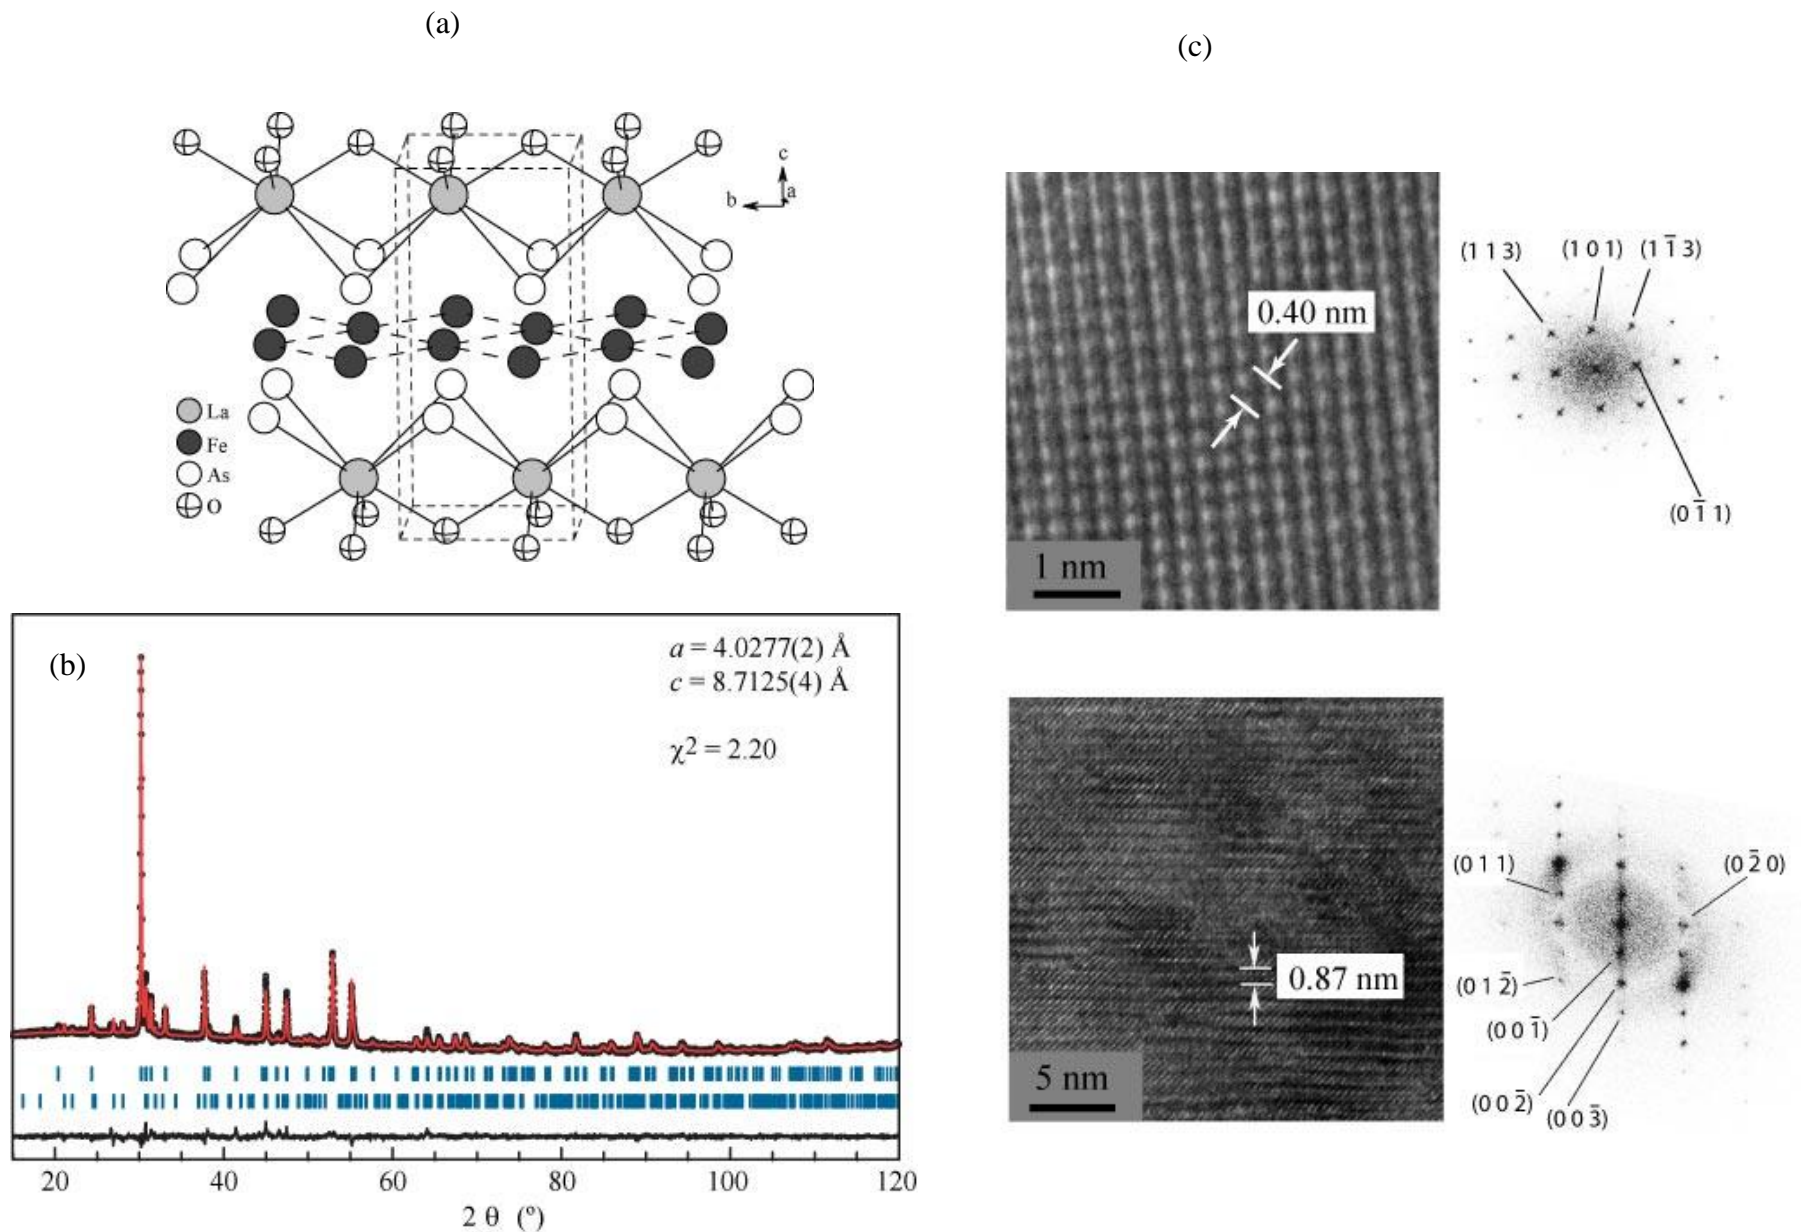 (a)
c
b
a
La
Fe
As
O
(b)
a = 4.0277(2) Å
c = 8.7125(4) Å
χ2 = 2.20
20 40 60 80 100 120
2 θ (º)
(c)
0.40 nm
1 nm
(1 1 3) (1 0 1) (1 1̅ 3)
(0 1̅ 1)
0.87 nm
5 nm
(0 1 1) (0 2̅ 0)
(0 1 2̅)
(0 0 1̅)
(0 0 2̅)
(0 0 3̅)